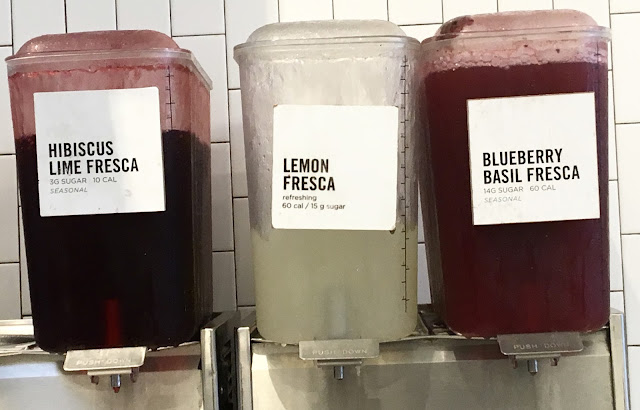 HIBISCUS
LIME FRESCA
3G SUGAR 10 CAL
SEASONAL
LEMON
FRESCA
refreshing
60 cal / 15 g sugar
BLUEBERRY
BASIL FRESCA
14G SUGAR 60 CAL
SEASONAL
PUSH DOWN
PUSH DOWN
PUSH DOWN